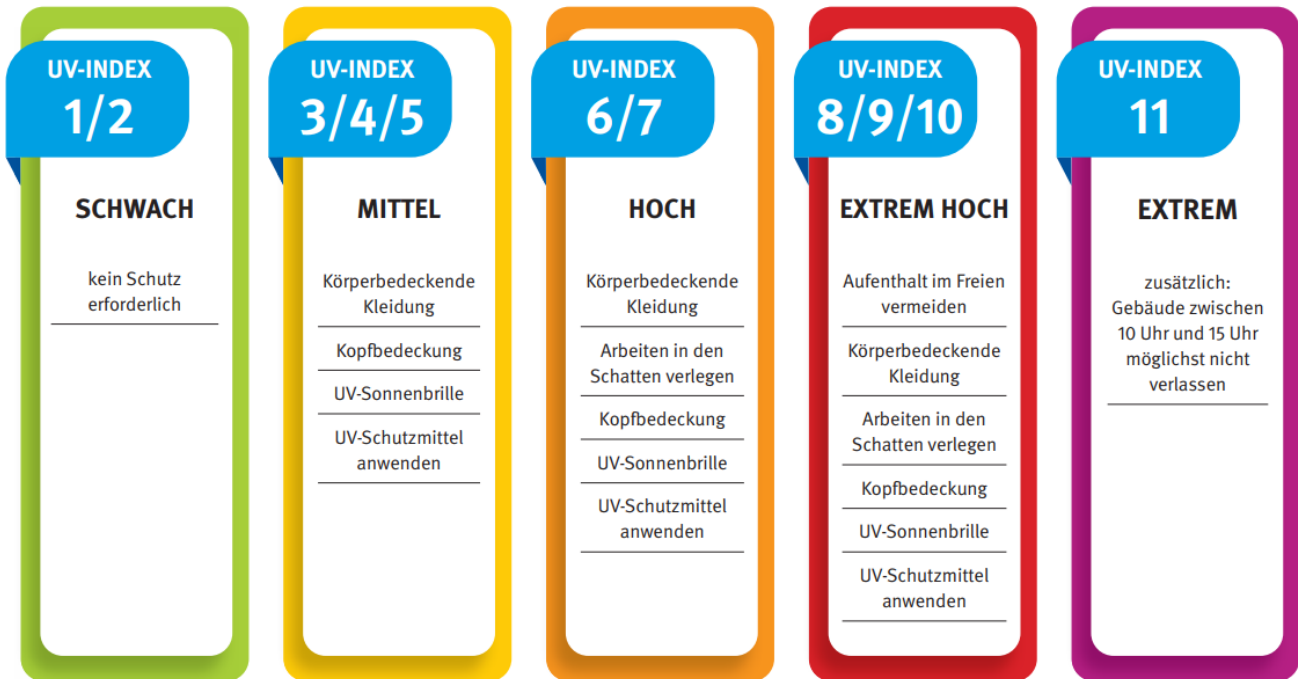 UV-INDEX
1/2
SCHWACH
kein Schutz
erforderlich
UV-INDEX
3/4/5
MITTEL
Körperbedeckende
Kleidung
Kopfbedeckung
UV-Sonnenbrille
UV-Schutzmittel
anwenden
UV-INDEX
6/7
HOCH
Körperbedeckende
Kleidung
Arbeiten in den
Schatten verlegen
Kopfbedeckung
UV-Sonnenbrille
UV-Schutzmittel
anwenden
UV-INDEX
8/9/10
EXTREM HOCH
Aufenthalt im Freien
vermeiden
Körperbedeckende
Kleidung
Arbeiten in den
Schatten verlegen
Kopfbedeckung
UV-Sonnenbrille
UV-Schutzmittel
anwenden
UV-INDEX
11
EXTREM
zusätzlich:
Gebäude zwischen
10 Uhr und 15 Uhr
möglichst nicht
verlassen